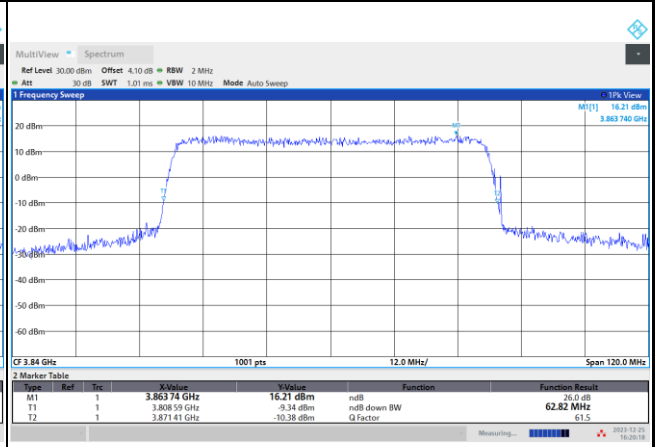 MultiView Spectrum
Ref Level 30.00 dBm Offset 4.10 dB RBW 2 MHz
Att 30 dB SWT 1.01 ms VBW 10 MHz Mode Auto Sweep
1 Frequency Sweep 1Pk View
M1[1] 16.21 dBm
3.863 740 GHz
M1
20 dBm
10 dBm
0 dBm
T1
T2
-10 dBm
-20 dBm
-30 dBm
-40 dBm
-50 dBm
-60 dBm
CF 3.84 GHz 1001 pts 12.0 MHz/ Span 120.0 MHz
2 Marker Table
Type Ref Trc X-Value Y-Value Function Function Result
M1 1 3.863 74 GHz 16.21 dBm ndB 26.0 dB
T1 1 3.808 59 GHz -9.34 dBm ndB down BW 62.82 MHz
T2 1 3.871 41 GHz -10.38 dBm Q Factor 61.5
Measuring... 2023-12-25
16:20:18